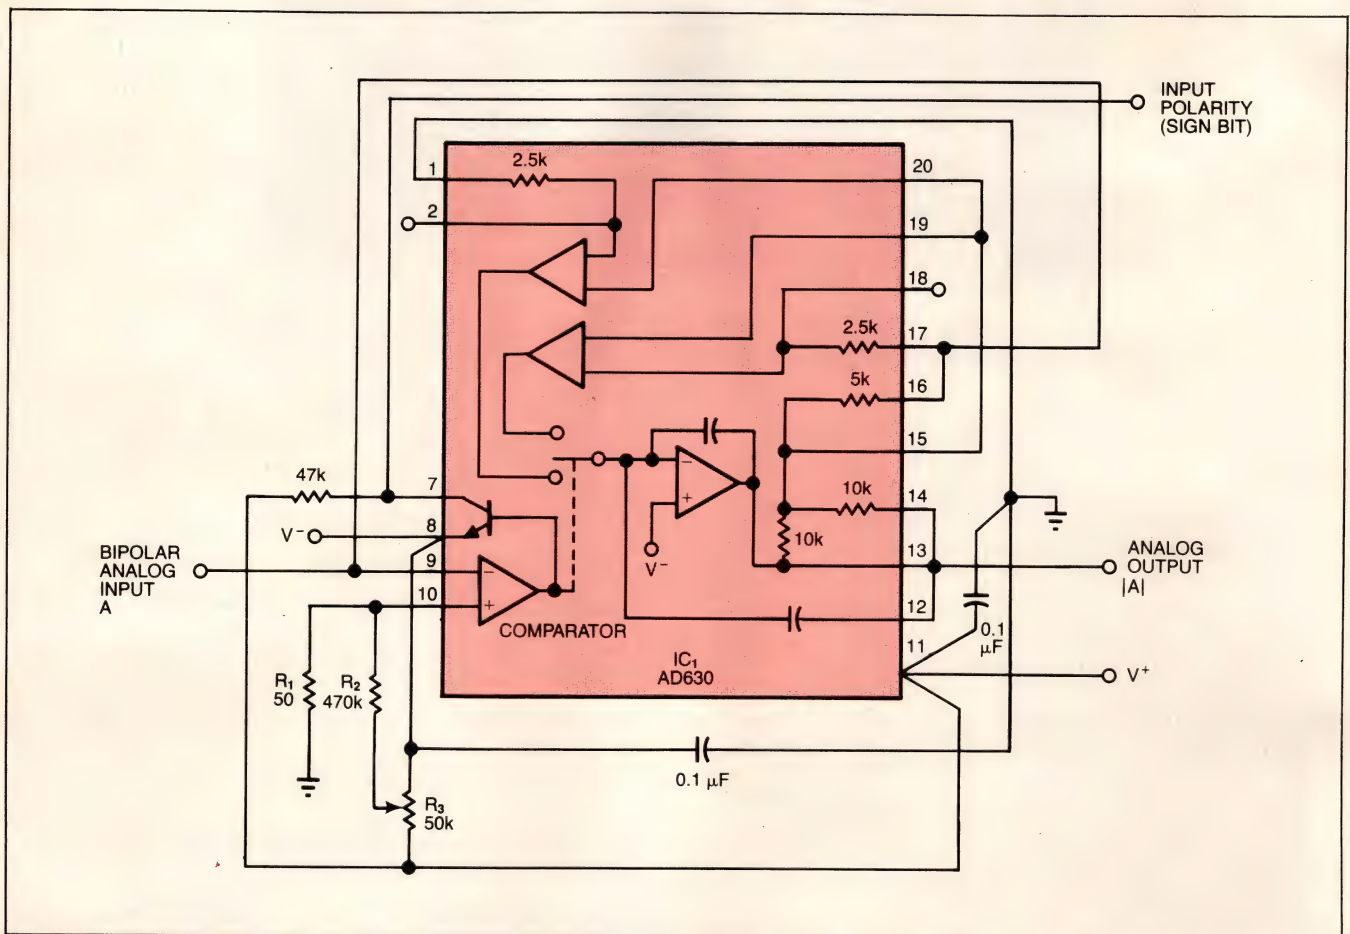 INPUT
POLARITY
(SIGN BIT)
1
2.5k
20
2
19
18
2.5k
17
5k
16
15
47k
7
10k
14
8
V⁻
10k
13
ANALOG
OUTPUT
|A|
BIPOLAR
ANALOG
INPUT
A
9
−
+
V⁻
10
−
+
12
COMPARATOR
11
0.1
μF
IC₁
AD630
V⁺
R₁
50
R₂
470k
0.1 μF
R₃
50k